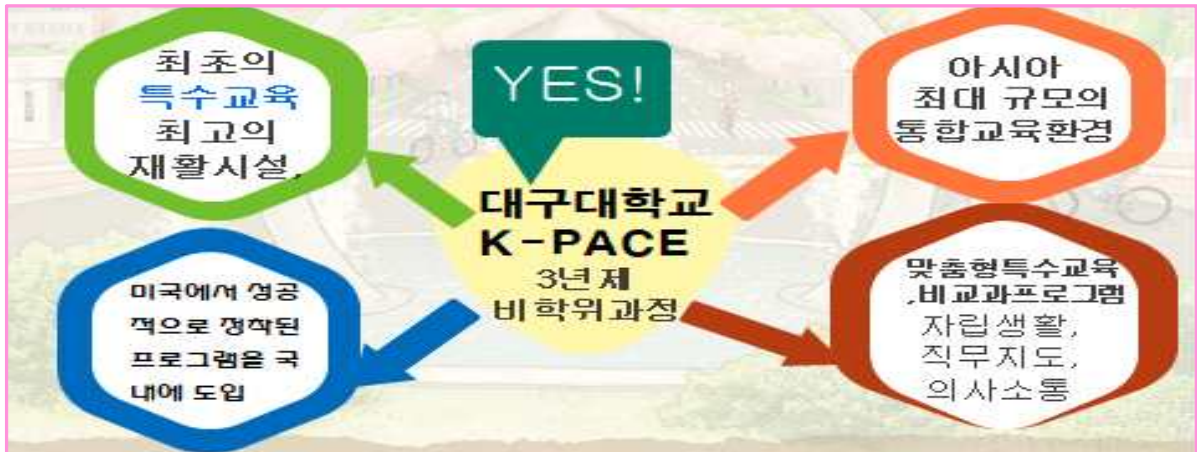 최초의
특수교육
최고의
재활시설,
YES!
아시아
최대 규모의
통합교육환경
대구대학교
K-PACE
3년제
비학위과정
미국에서 성공
적으로 정착된
프로그램을 국
내에 도입
맞춤형특수교육
,비교과프로그램
자립생활,
직무지도,
의사소통